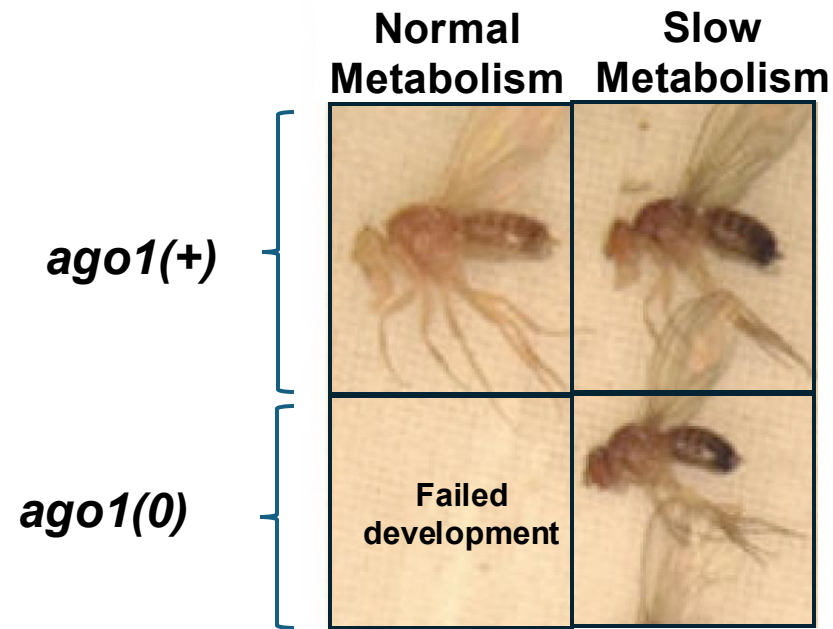 Normal
Metabolism
Slow
Metabolism
ago1(+)
ago1(0)
Failed
development